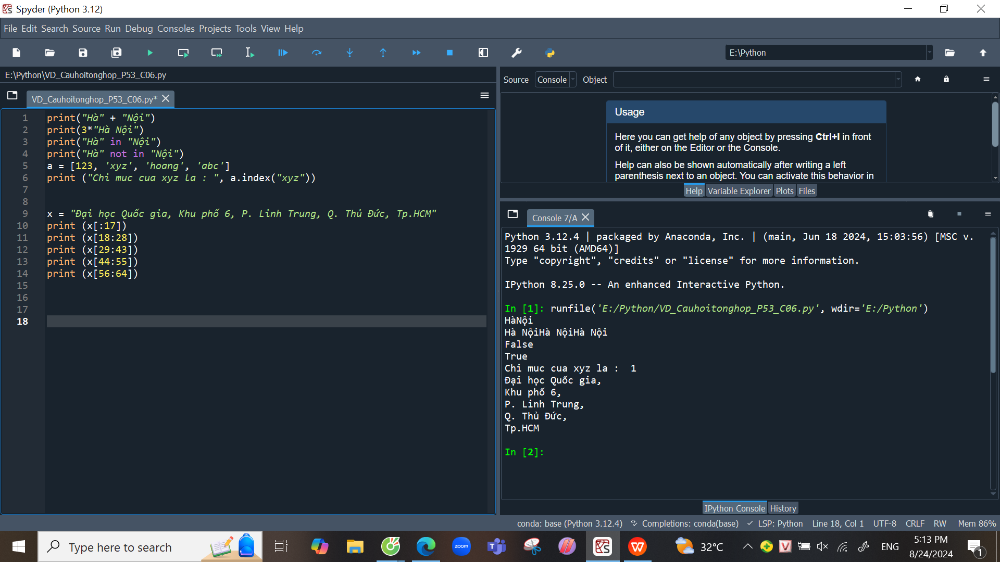 Spyder (Python 3.12)
File Edit Search Source Run Debug Consoles Projects Tools View Help
E:\Python
E:\Python\VD_Cauhoitonghop_P53_C06.py
VD_Cauhoitonghop_P53_C06.py*
1 print("Hà" + "Nội")
2 print(3*"Hà Nội")
3 print("Hà" in "Nội")
4 print("Hà" not in "Nội")
5 a = [123, 'xyz', 'hoang', 'abc']
6 print ("Chi muc cua xyz la : ", a.index("xyz"))
7
8
9 x = "Đại học Quốc gia, Khu phố 6, P. Linh Trung, Q. Thủ Đức, Tp.HCM"
10 print (x[:17])
11 print (x[18:28])
12 print (x[29:43])
13 print (x[44:55])
14 print (x[56:64])
15
16
17
18
Source Console Object
Usage
Here you can get help of any object by pressing Ctrl+I in front
of it, either on the Editor or the Console.
Help can also be shown automatically after writing a left
parenthesis next to an object. You can activate this behavior in
Help Variable Explorer Plots Files
Console 7/A
Python 3.12.4 | packaged by Anaconda, Inc. | (main, Jun 18 2024, 15:03:56) [MSC v.
1929 64 bit (AMD64)]
Type "copyright", "credits" or "license" for more information.
IPython 8.25.0 -- An enhanced Interactive Python.
In [1]: runfile('E:/Python/VD_Cauhoitonghop_P53_C06.py', wdir='E:/Python')
HàNội
Hà NộiHà NộiHà Nội
False
True
Chi muc cua xyz la :  1
Đại học Quốc gia,
Khu phố 6,
P. Linh Trung,
Q. Thủ Đức,
Tp.HCM
In [2]:
IPython Console History
conda: base (Python 3.12.4) Completions: conda(base) LSP: Python Line 18, Col 1 UTF-8 CRLF RW Mem 86%
Type here to search
zoom
32°C
ENG
5:13 PM
8/24/2024
1